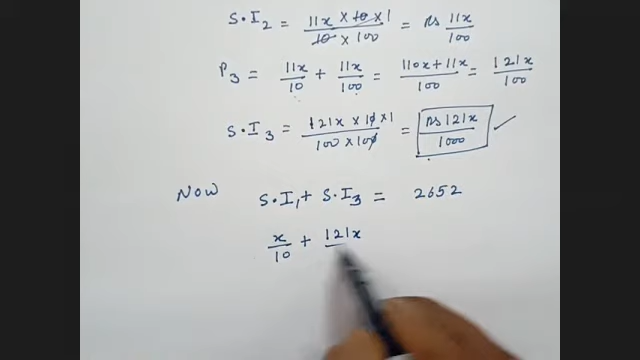 S.I₂ = 11x × 10 × 1 / 10 × 100 = Rs 11x / 100
P₃ = 11x / 10 + 11x / 100 = 110x + 11x / 100 = 121x / 100
S.I₃ = 121x × 10 × 1 / 100 × 100 = Rs 121x / 1000
Now S.I₁ + S.I₃ = 2652
x / 10 + 121x